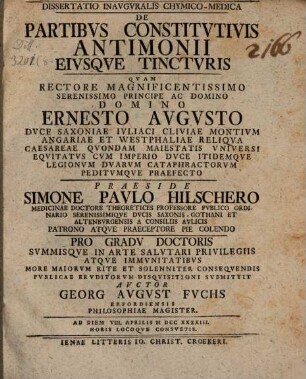 DISSERTATIO INAVGVRALIS CHYMICO-MEDICA
DE
PARTIBVS CONSTITVTIVIS
ANTIMONII
EIVSQVE TINCTVRIS
QVAM
RECTORE MAGNIFICENTISSIMO
SERENISSIMO PRINCIPE AC DOMINO
DOMINO
ERNESTO AVGVSTO
DVCE SAXONIAE IVLIACI CLIVIAE MONTIVM
ANGARIAE ET WESTPHALIAE RELIQVA
CAESAREAE QVONDAM MAIESTATIS VNIVERSI
EQVITATVS CVM IMPERIO DVCE ITIDEMQVE
LEGIONVM DVARVM CATAPHRACTORVM
PEDITVMQVE PRAEFECTO
PRAESIDE
SIMONE PAVLO HILSCHERO
MEDICINAE DOCTORE THEORETICES PROFESSORE PVBLICO ORDI-
NARIO SERENISSIMIQVE DVCIS SAXONIS-GOTHANI ET
ALTENBVRGENSIS A CONSILIIS AVLICIS
PATRONO ATQVE PRAECEPTORE PIE COLENDO
PRO GRADV DOCTORIS
SVMMISQVE IN ARTE SALVTARI PRIVILEGIIS
ATQVE IMMVNITATIBVS
MORE MAIORVM RITE ET SOLENNITER CONSEQVENDIS
PVBLICAE ERVDITORVM DISQVISITIONI SVBMITTIT
AVCTOR
GEORG AVGVST FVCHS
ERFORDIENSIS
PHILOSOPHIAE MAGISTER.
AD DIEM VIII. APRILIS M DCC XXXXIII.
HORIS LOCOQVE CONSVETIS.
IENAE LITTERIS IO. CHRIST. CROEKERI.